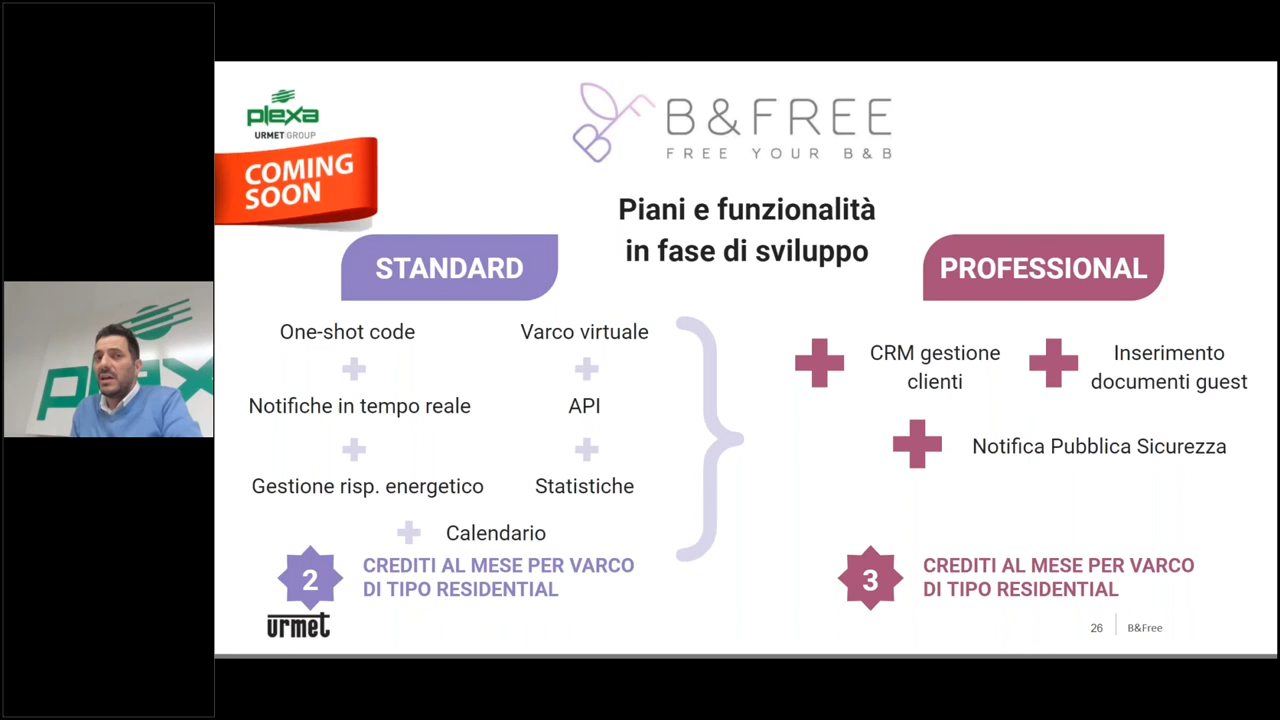 plexa
URMET GROUP
COMING
SOON
B&FREE
FREE YOUR B&B
Piani e funzionalità
in fase di sviluppo
STANDARD
One-shot code
Varco virtuale
Notifiche in tempo reale
API
Gestione risp. energetico
Statistiche
Calendario
2
CREDITI AL MESE PER VARCO
DI TIPO RESIDENTIAL
PROFESSIONAL
CRM gestione
clienti
Inserimento
documenti guest
Notifica Pubblica Sicurezza
3
CREDITI AL MESE PER VARCO
DI TIPO RESIDENTIAL
urmet
26
B&Free